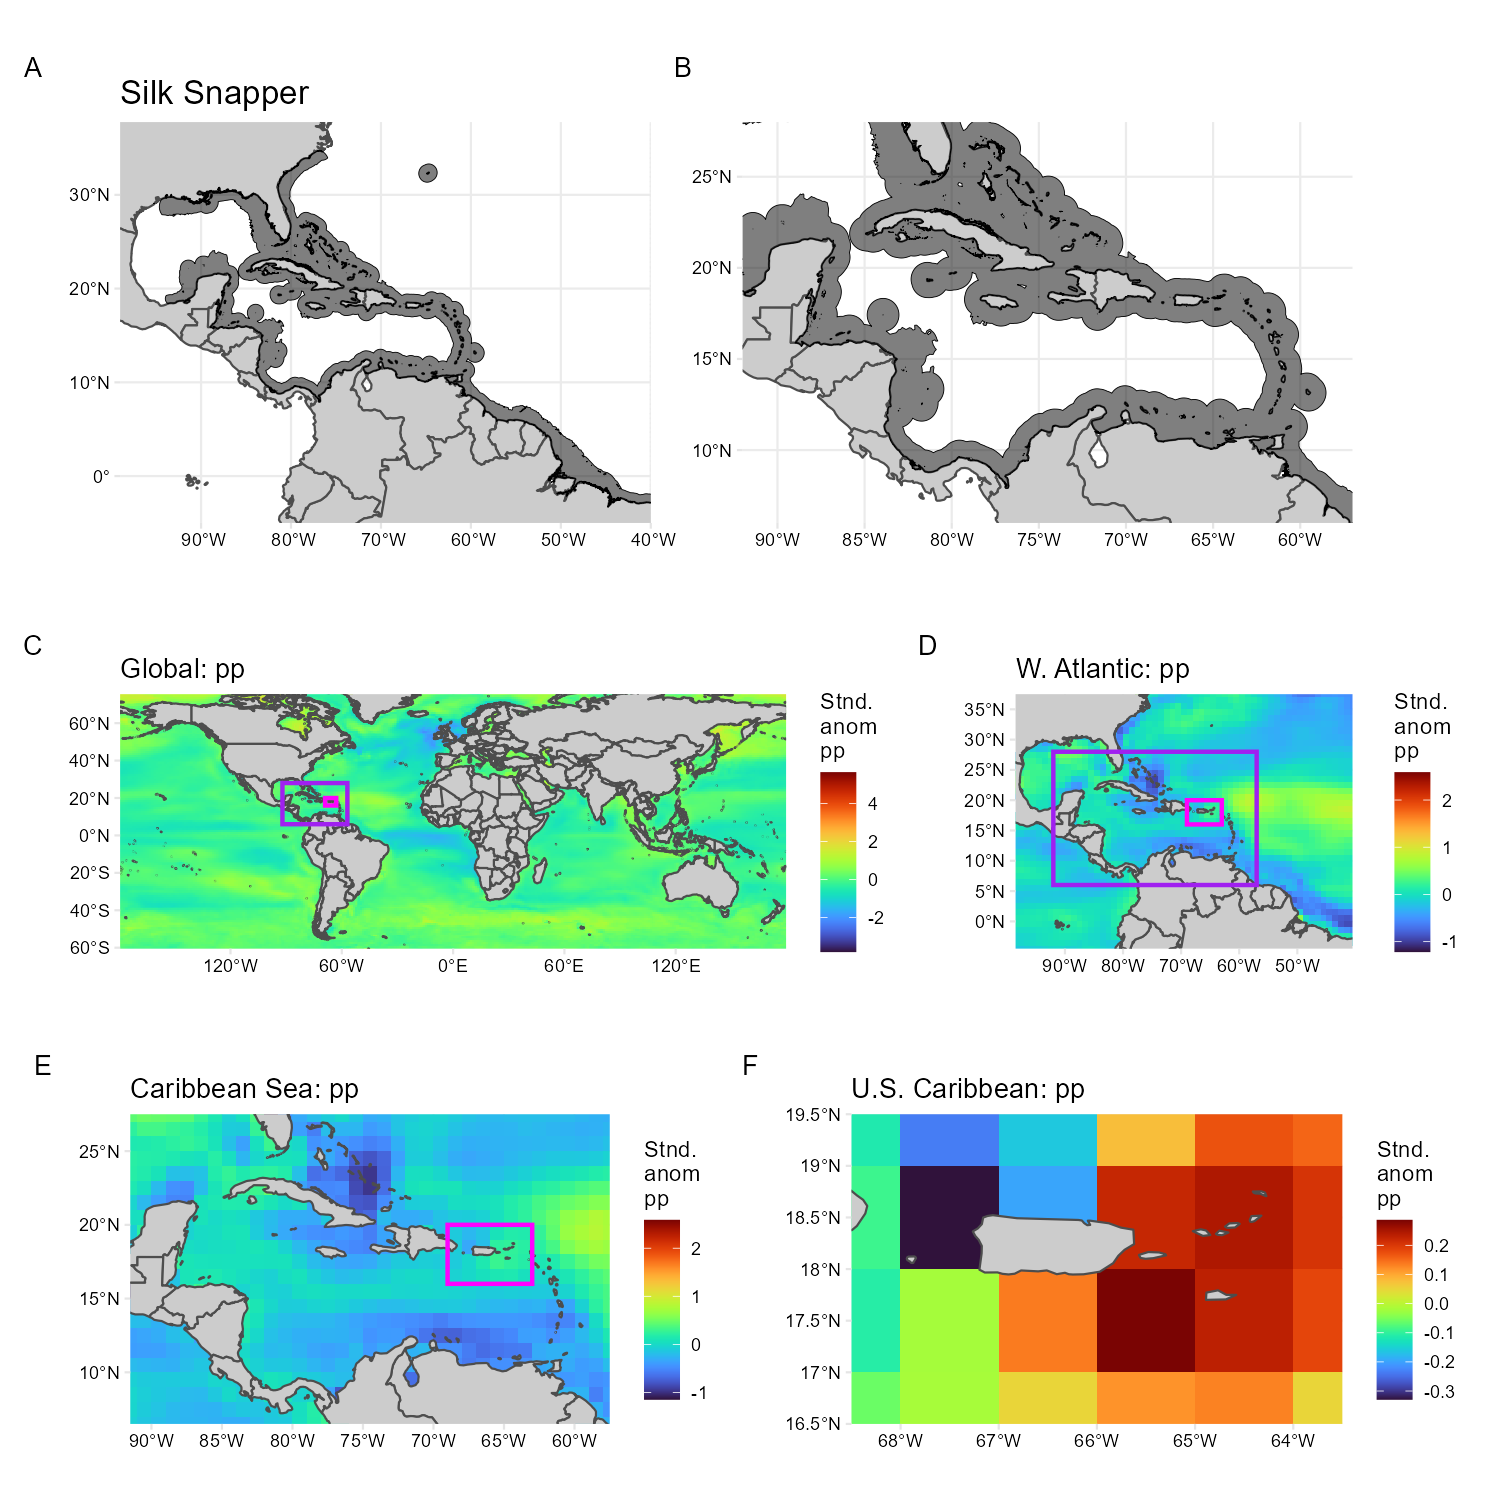 A
B
Silk Snapper
30°N
20°N
10°N
0°
90°W 80°W 70°W 60°W 50°W 40°W
25°N
20°N
15°N
10°N
90°W 85°W 80°W 75°W 70°W 65°W 60°W
C
D
Global: pp
60°N
40°N
20°N
0°N
20°S
40°S
60°S
120°W 60°W 0°E 60°E 120°E
Stnd.
anom
pp
4
2
0
-2
W. Atlantic: pp
35°N
30°N
25°N
20°N
15°N
10°N
5°N
0°N
90°W 80°W 70°W 60°W 50°W
Stnd.
anom
pp
2
1
0
-1
E
F
Caribbean Sea: pp
25°N
20°N
15°N
10°N
90°W 85°W 80°W 75°W 70°W 65°W 60°W
Stnd.
anom
pp
2
1
0
-1
U.S. Caribbean: pp
19.5°N
19°N
18.5°N
18°N
17.5°N
17°N
16.5°N
68°W 67°W 66°W 65°W 64°W
Stnd.
anom
pp
0.2
0.1
0.0
-0.1
-0.2
-0.3